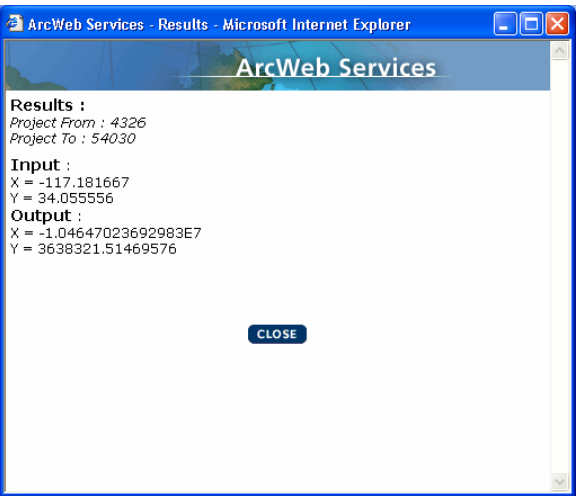 ArcWeb Services - Results - Microsoft Internet Explorer
ArcWeb Services
Results :
Project From : 4326
Project To : 54030
Input :
X = -117.181667
Y = 34.055556
Output :
X = -1.04647023692983E7
Y = 3638321.51469576
CLOSE